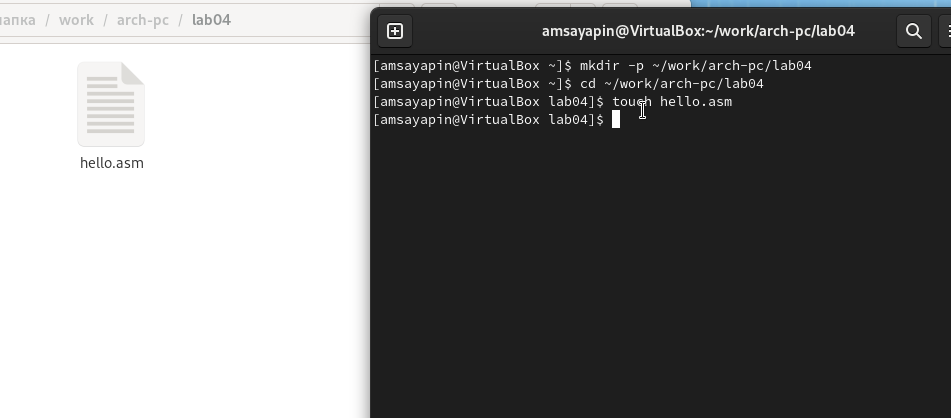 work / arch-pc / lab04
hello.asm
amsayapin@VirtualBox:~/work/arch-pc/lab04
[amsayapin@VirtualBox ~]$ mkdir -p ~/work/arch-pc/lab04
[amsayapin@VirtualBox ~]$ cd ~/work/arch-pc/lab04
[amsayapin@VirtualBox lab04]$ touch hello.asm
[amsayapin@VirtualBox lab04]$